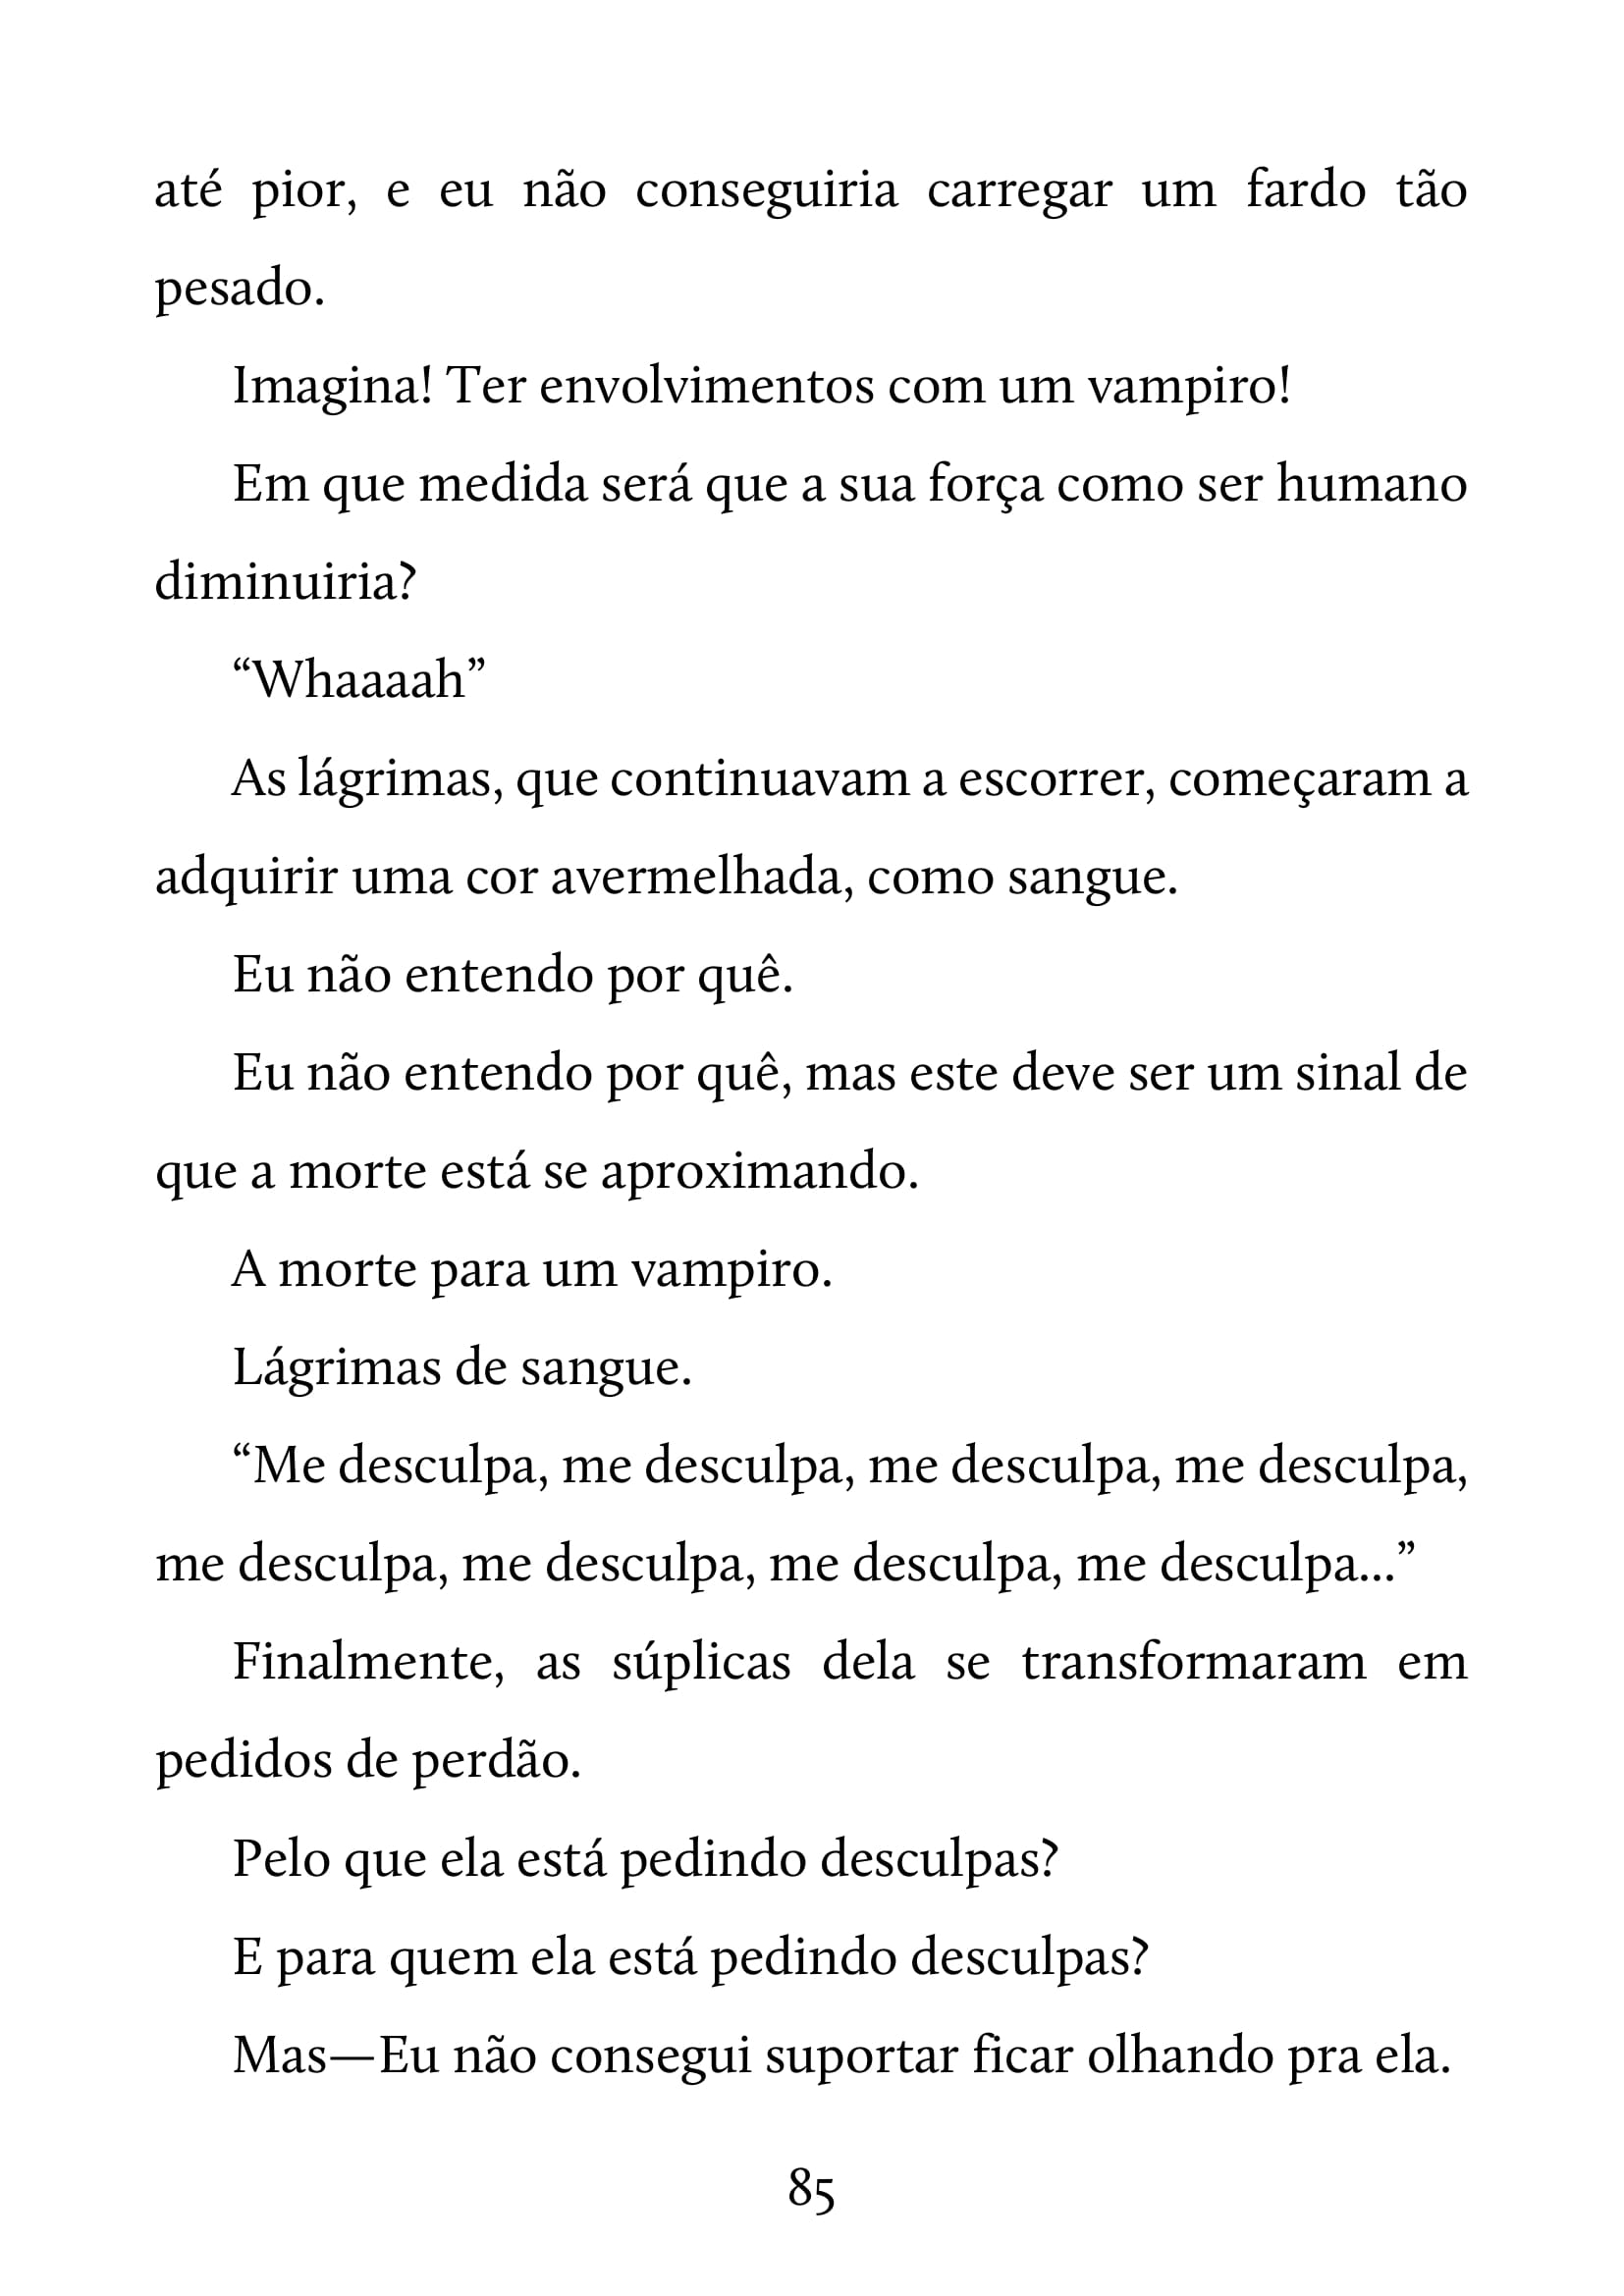 até pior, e eu não conseguiria carregar um fardo tão
pesado.
Imagina! Ter envolvimentos com um vampiro!
Em que medida será que a sua força como ser humano
diminuiria?
“Whaaaah”
As lágrimas, que continuavam a escorrer, começaram a
adquirir uma cor avermelhada, como sangue.
Eu não entendo por quê.
Eu não entendo por quê, mas este deve ser um sinal de
que a morte está se aproximando.
A morte para um vampiro.
Lágrimas de sangue.
“Me desculpa, me desculpa, me desculpa, me desculpa,
me desculpa, me desculpa, me desculpa, me desculpa...”
Finalmente, as súplicas dela se transformaram em
pedidos de perdão.
Pelo que ela está pedindo desculpas?
E para quem ela está pedindo desculpas?
Mas—Eu não consegui suportar ficar olhando pra ela.
85